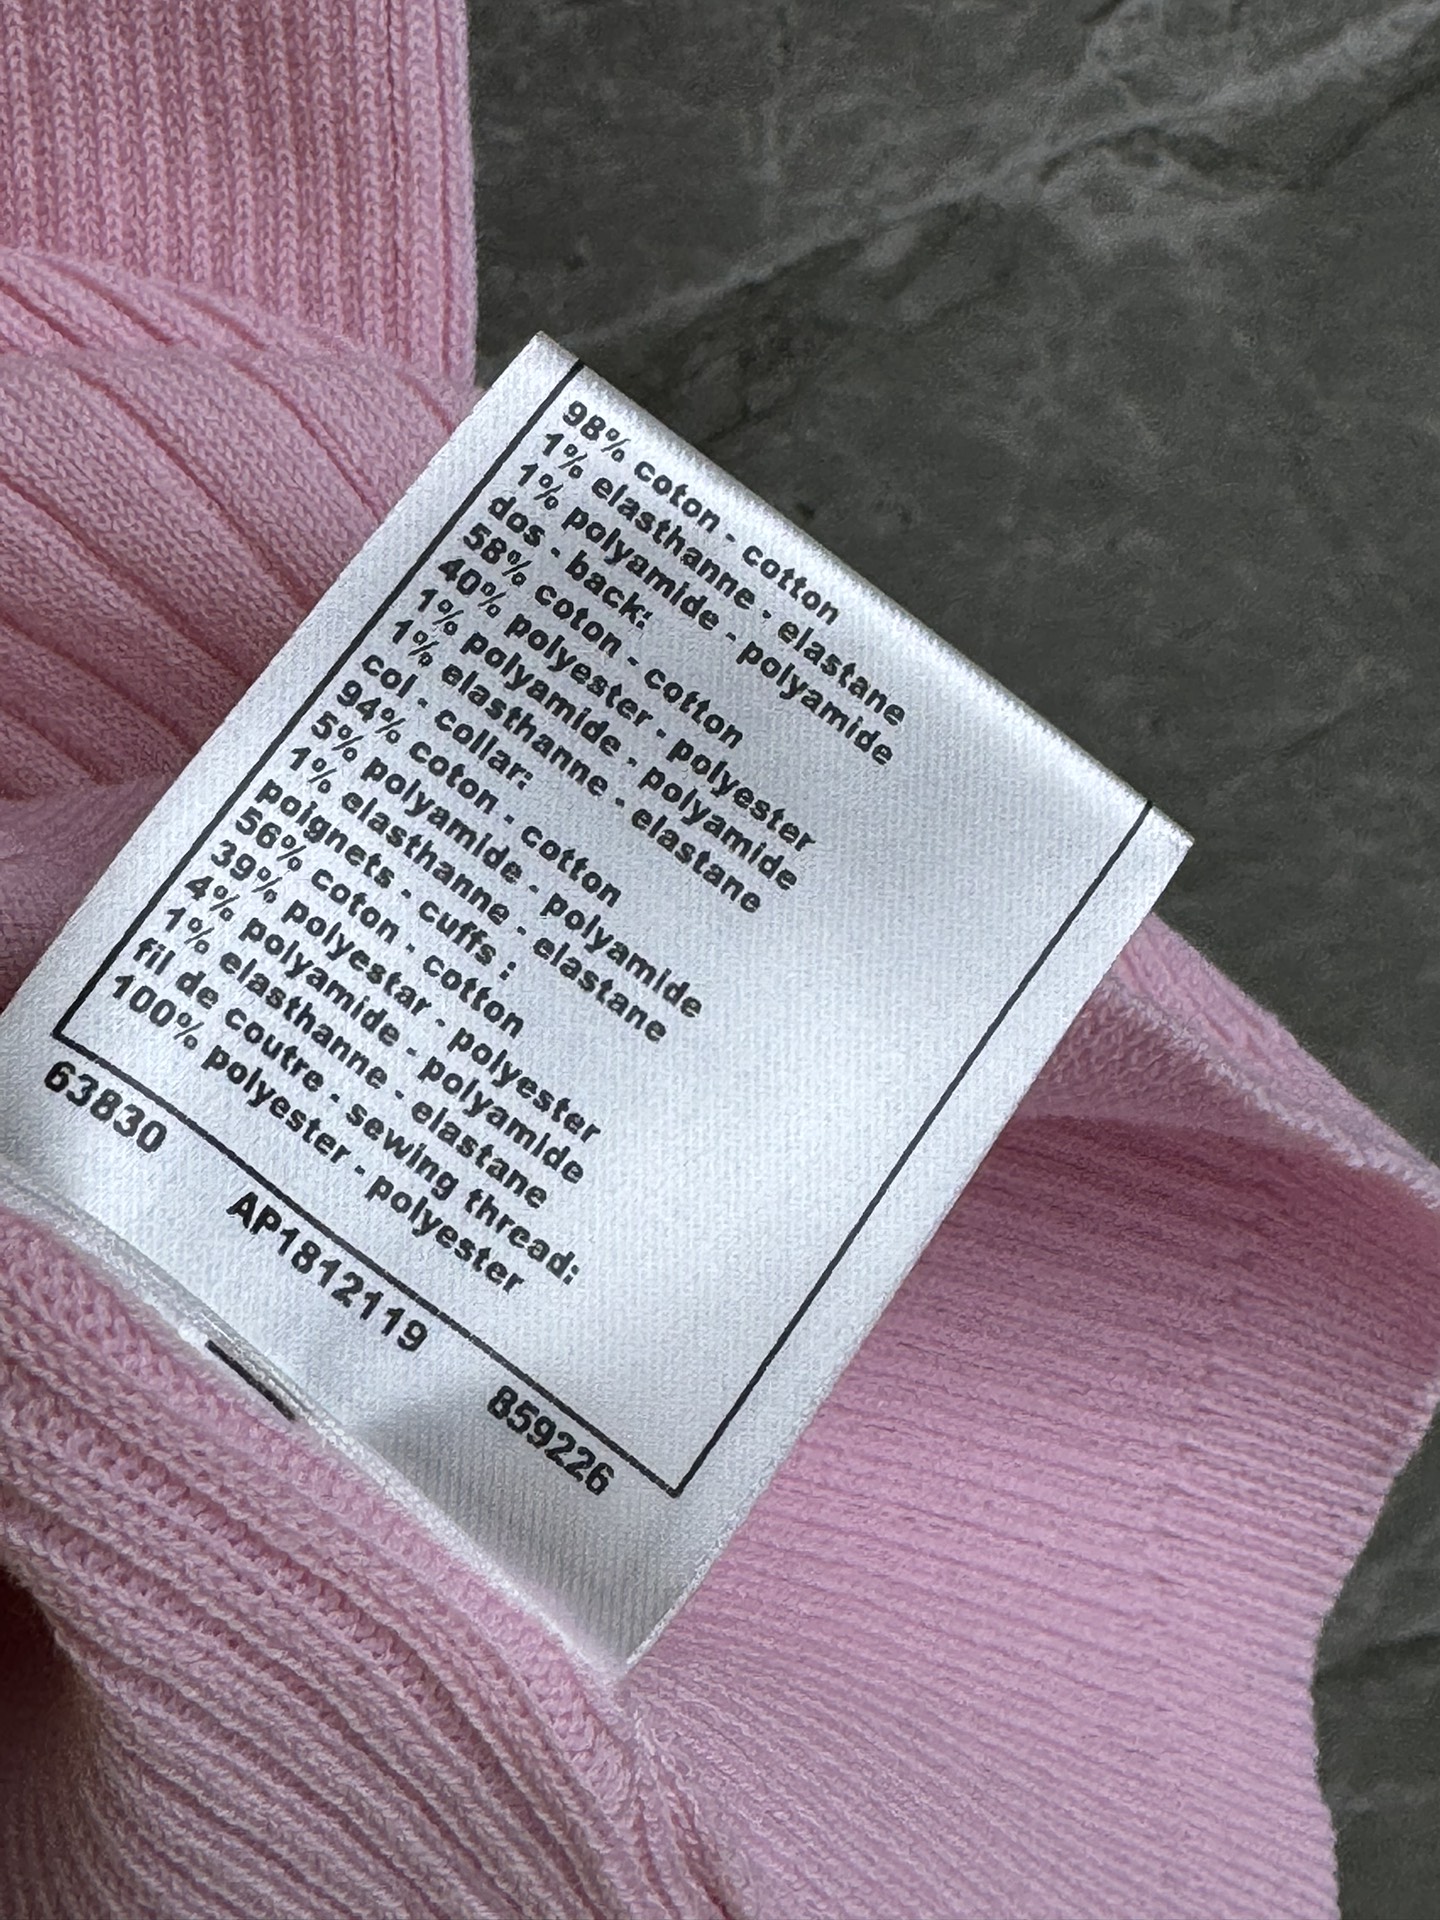 98% coton - cotton
1% elasthanne - elastane
1% polyamide - polyamide
dos - back:
58% coton - cotton
40% polyester - polyester
1% polyamide - polyamide
1% elasthanne - elastane
col - collar:
94% coton - cotton
5% polyamide - polyamide
1% elasthanne - elastane
poignets - cuffs :
56% coton - cotton
39% polyestar - polyester
4% polyamide - polyamide
1% elasthanne - elastane
fil de coutre - sewing thread:
100% polyester - polyester
63830 AP1812119 859226